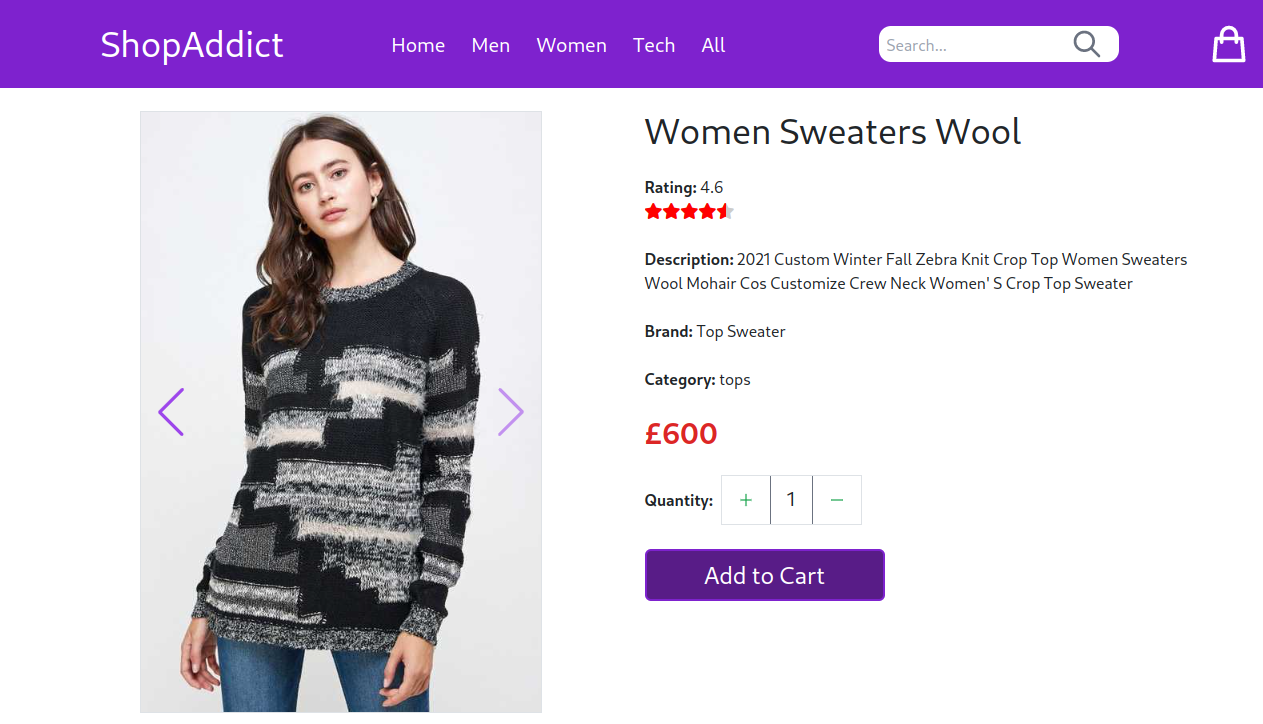 ShopAddict
Home Men Women Tech All
Search...
Women Sweaters Wool
Rating: 4.6
Description: 2021 Custom Winter Fall Zebra Knit Crop Top Women Sweaters
Wool Mohair Cos Customize Crew Neck Women' S Crop Top Sweater
Brand: Top Sweater
Category: tops
£600
Quantity: + 1 −
Add to Cart